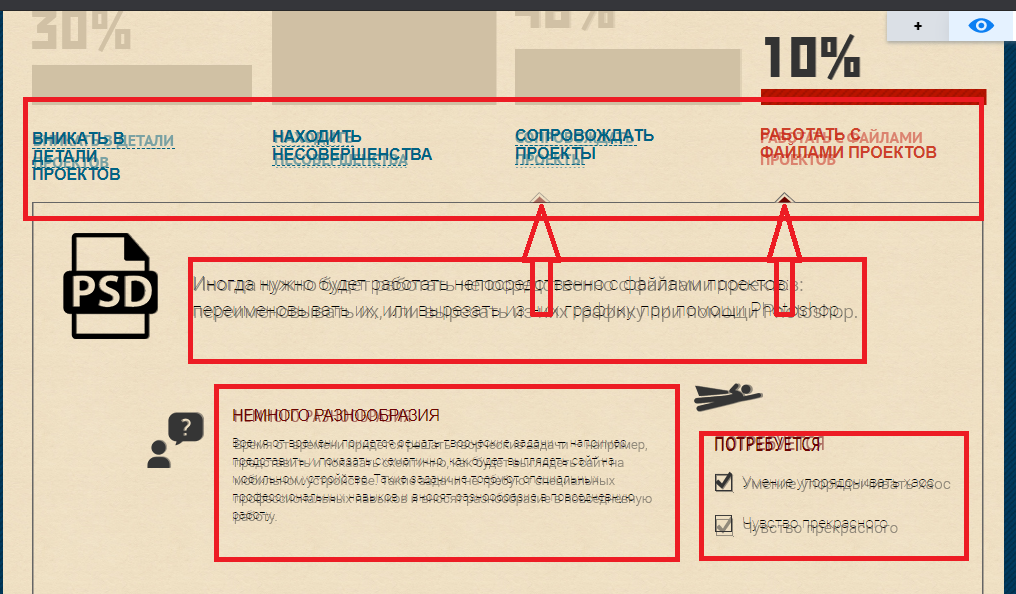 30%
40%
+
10%
ВНИКАТЬ В
ДЕТАЛИ
ПРОЕКТОВ
НАХОДИТЬ
НЕСОВЕРШЕНСТВА
СОПРОВОЖДАТЬ
ПРОЕКТЫ
РАБОТАТЬ С
ФАЙЛАМИ ПРОЕКТОВ
PSD
Иногда нужно будет работать непосредственно с файлами проектов:
переименовывать их, или вырезать из них графику при помощи Photoshop.
?
НЕМНОГО РАЗНООБРАЗИЯ
Время от времени придется решать творческие задачи – например,
представить и показать схематично, как будет выглядеть сайт на
мобильном устройстве. Такие задачи не требуют специальных
профессиональных навыков и вносят разнообразие в повседневную
работу.
ПОТРЕБУЕТСЯ
Умение упорядочивать хаос
Чувство прекрасного